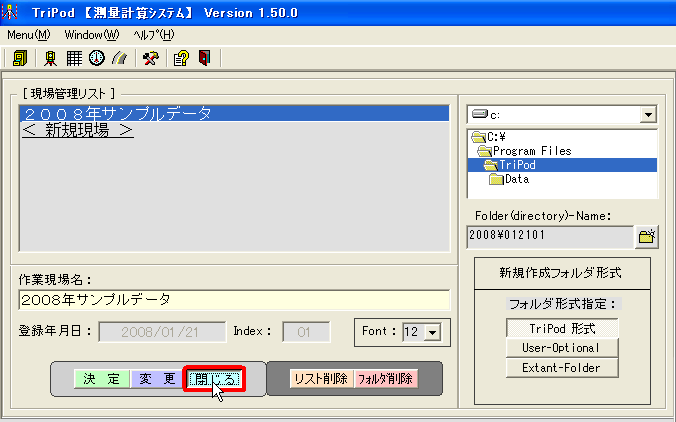 TriPod 【測量計算システム】 Version 1.50.0
Menu(M) Window(W) ヘルプ(H)
[ 現場管理リスト ]
2008年サンプルデータ
< 新規現場 >
作業現場名：
2008年サンプルデータ
登録年月日： 2008/01/21 Index： 01 Font： 12
決 定 変 更 閉じる リスト削除 フォルダ削除
c:
C:¥
Program Files
TriPod
Data
Folder(directory)-Name：
2008¥012101
新規作成フォルダ形式
フォルダ形式指定：
TriPod 形式
User-Optional
Extant-Folder